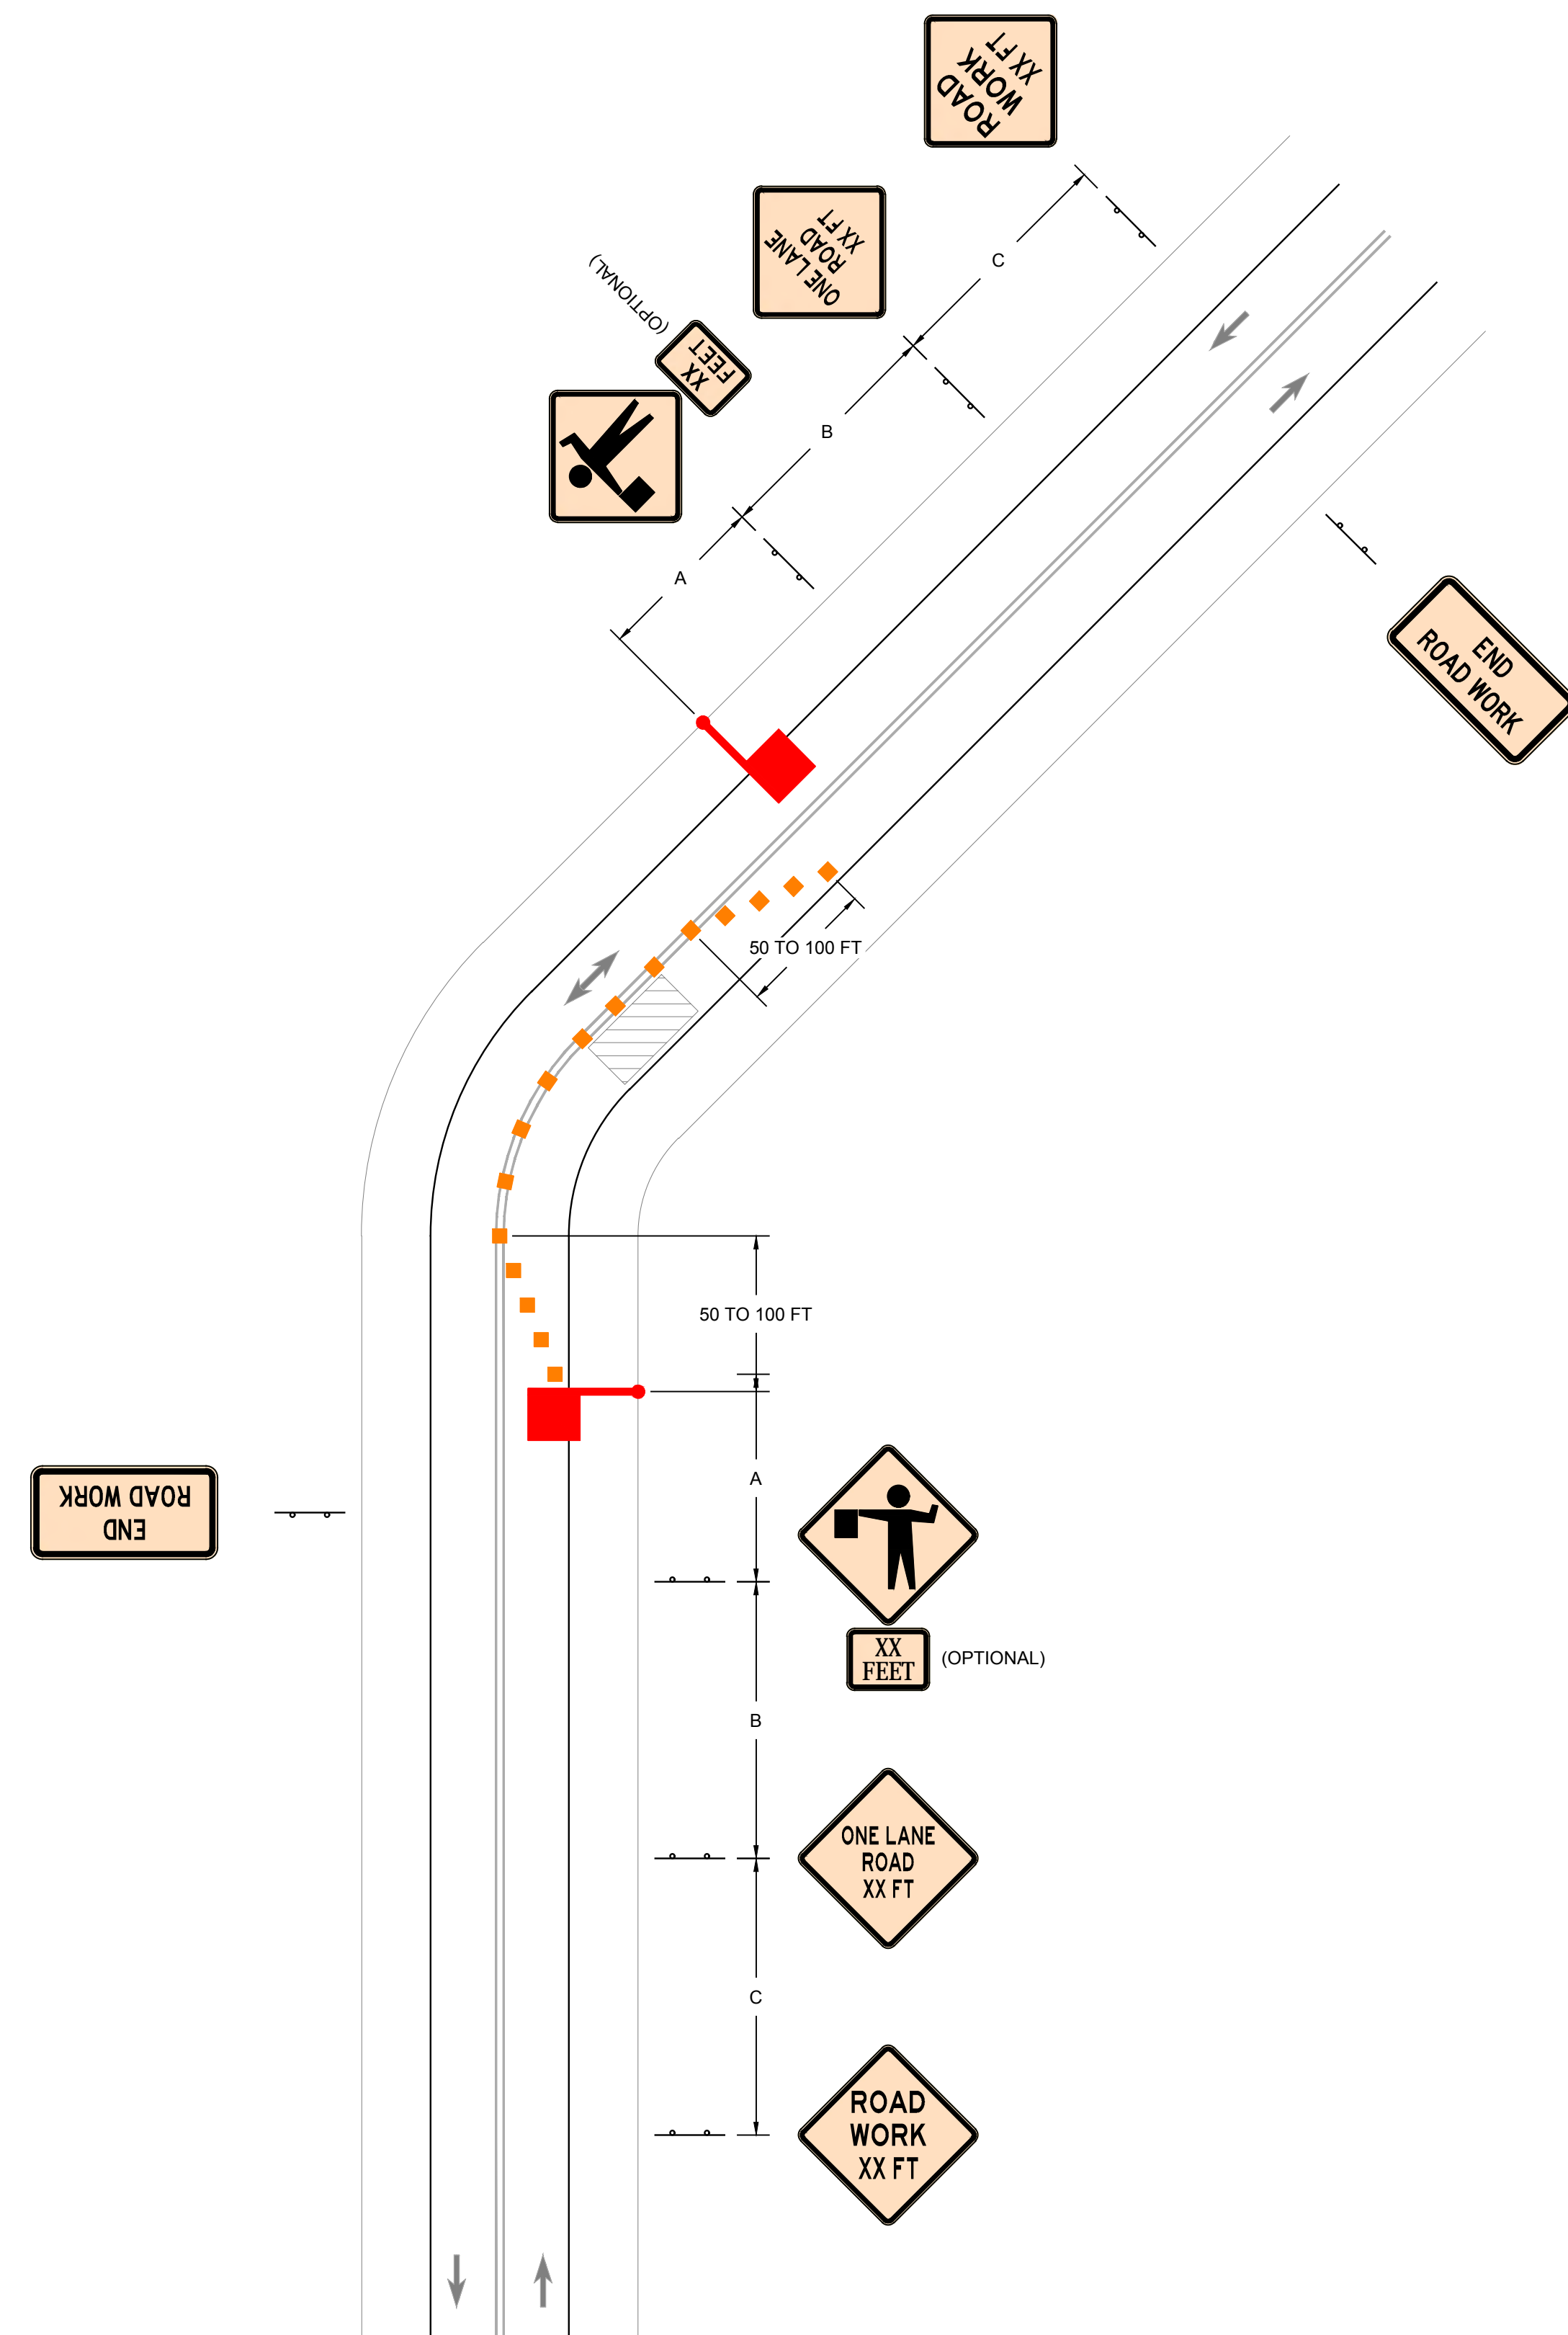 ROAD
WORK
XX FT
C
ONE LANE
ROAD
XX FT
(OPTIONAL)
XX
FEET
B
A
END
ROAD WORK
50 TO 100 FT
50 TO 100 FT
A
END
ROAD WORK
XX
FEET
(OPTIONAL)
B
ONE LANE
ROAD
XX FT
C
ROAD
WORK
XX FT